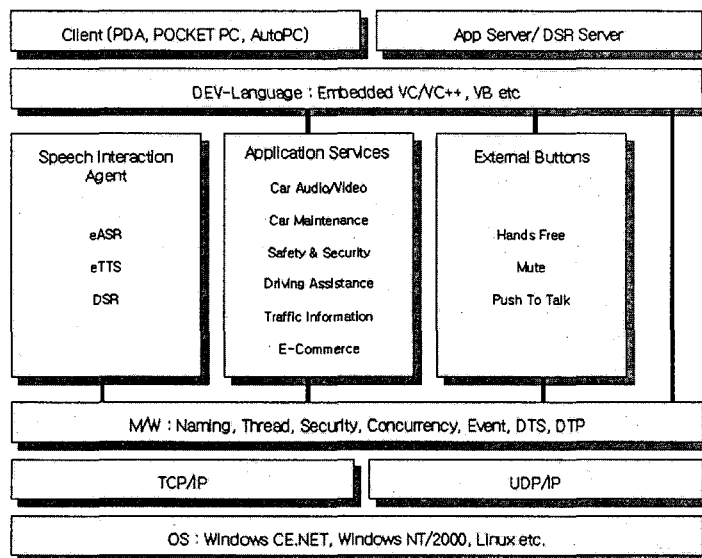 Client (PDA, POCKET PC, AutoPC)
App Server/ DSR Server
DEV-Language : Embedded VC/VC++, VB etc
Speech Interaction
Agent
eASR
eTTS
DSR
Application Services
Car Audio/Video
Car Maintenance
Safety & Security
Driving Assistance
Traffic Information
E-Commerce
External Buttons
Hands Free
Mute
Push To Talk
M/W : Naming, Thread, Security, Concurrency, Event, DTS, DTP
TCP/IP
UDP/IP
OS : Windows CE.NET, Windows NT/2000, Linux etc.